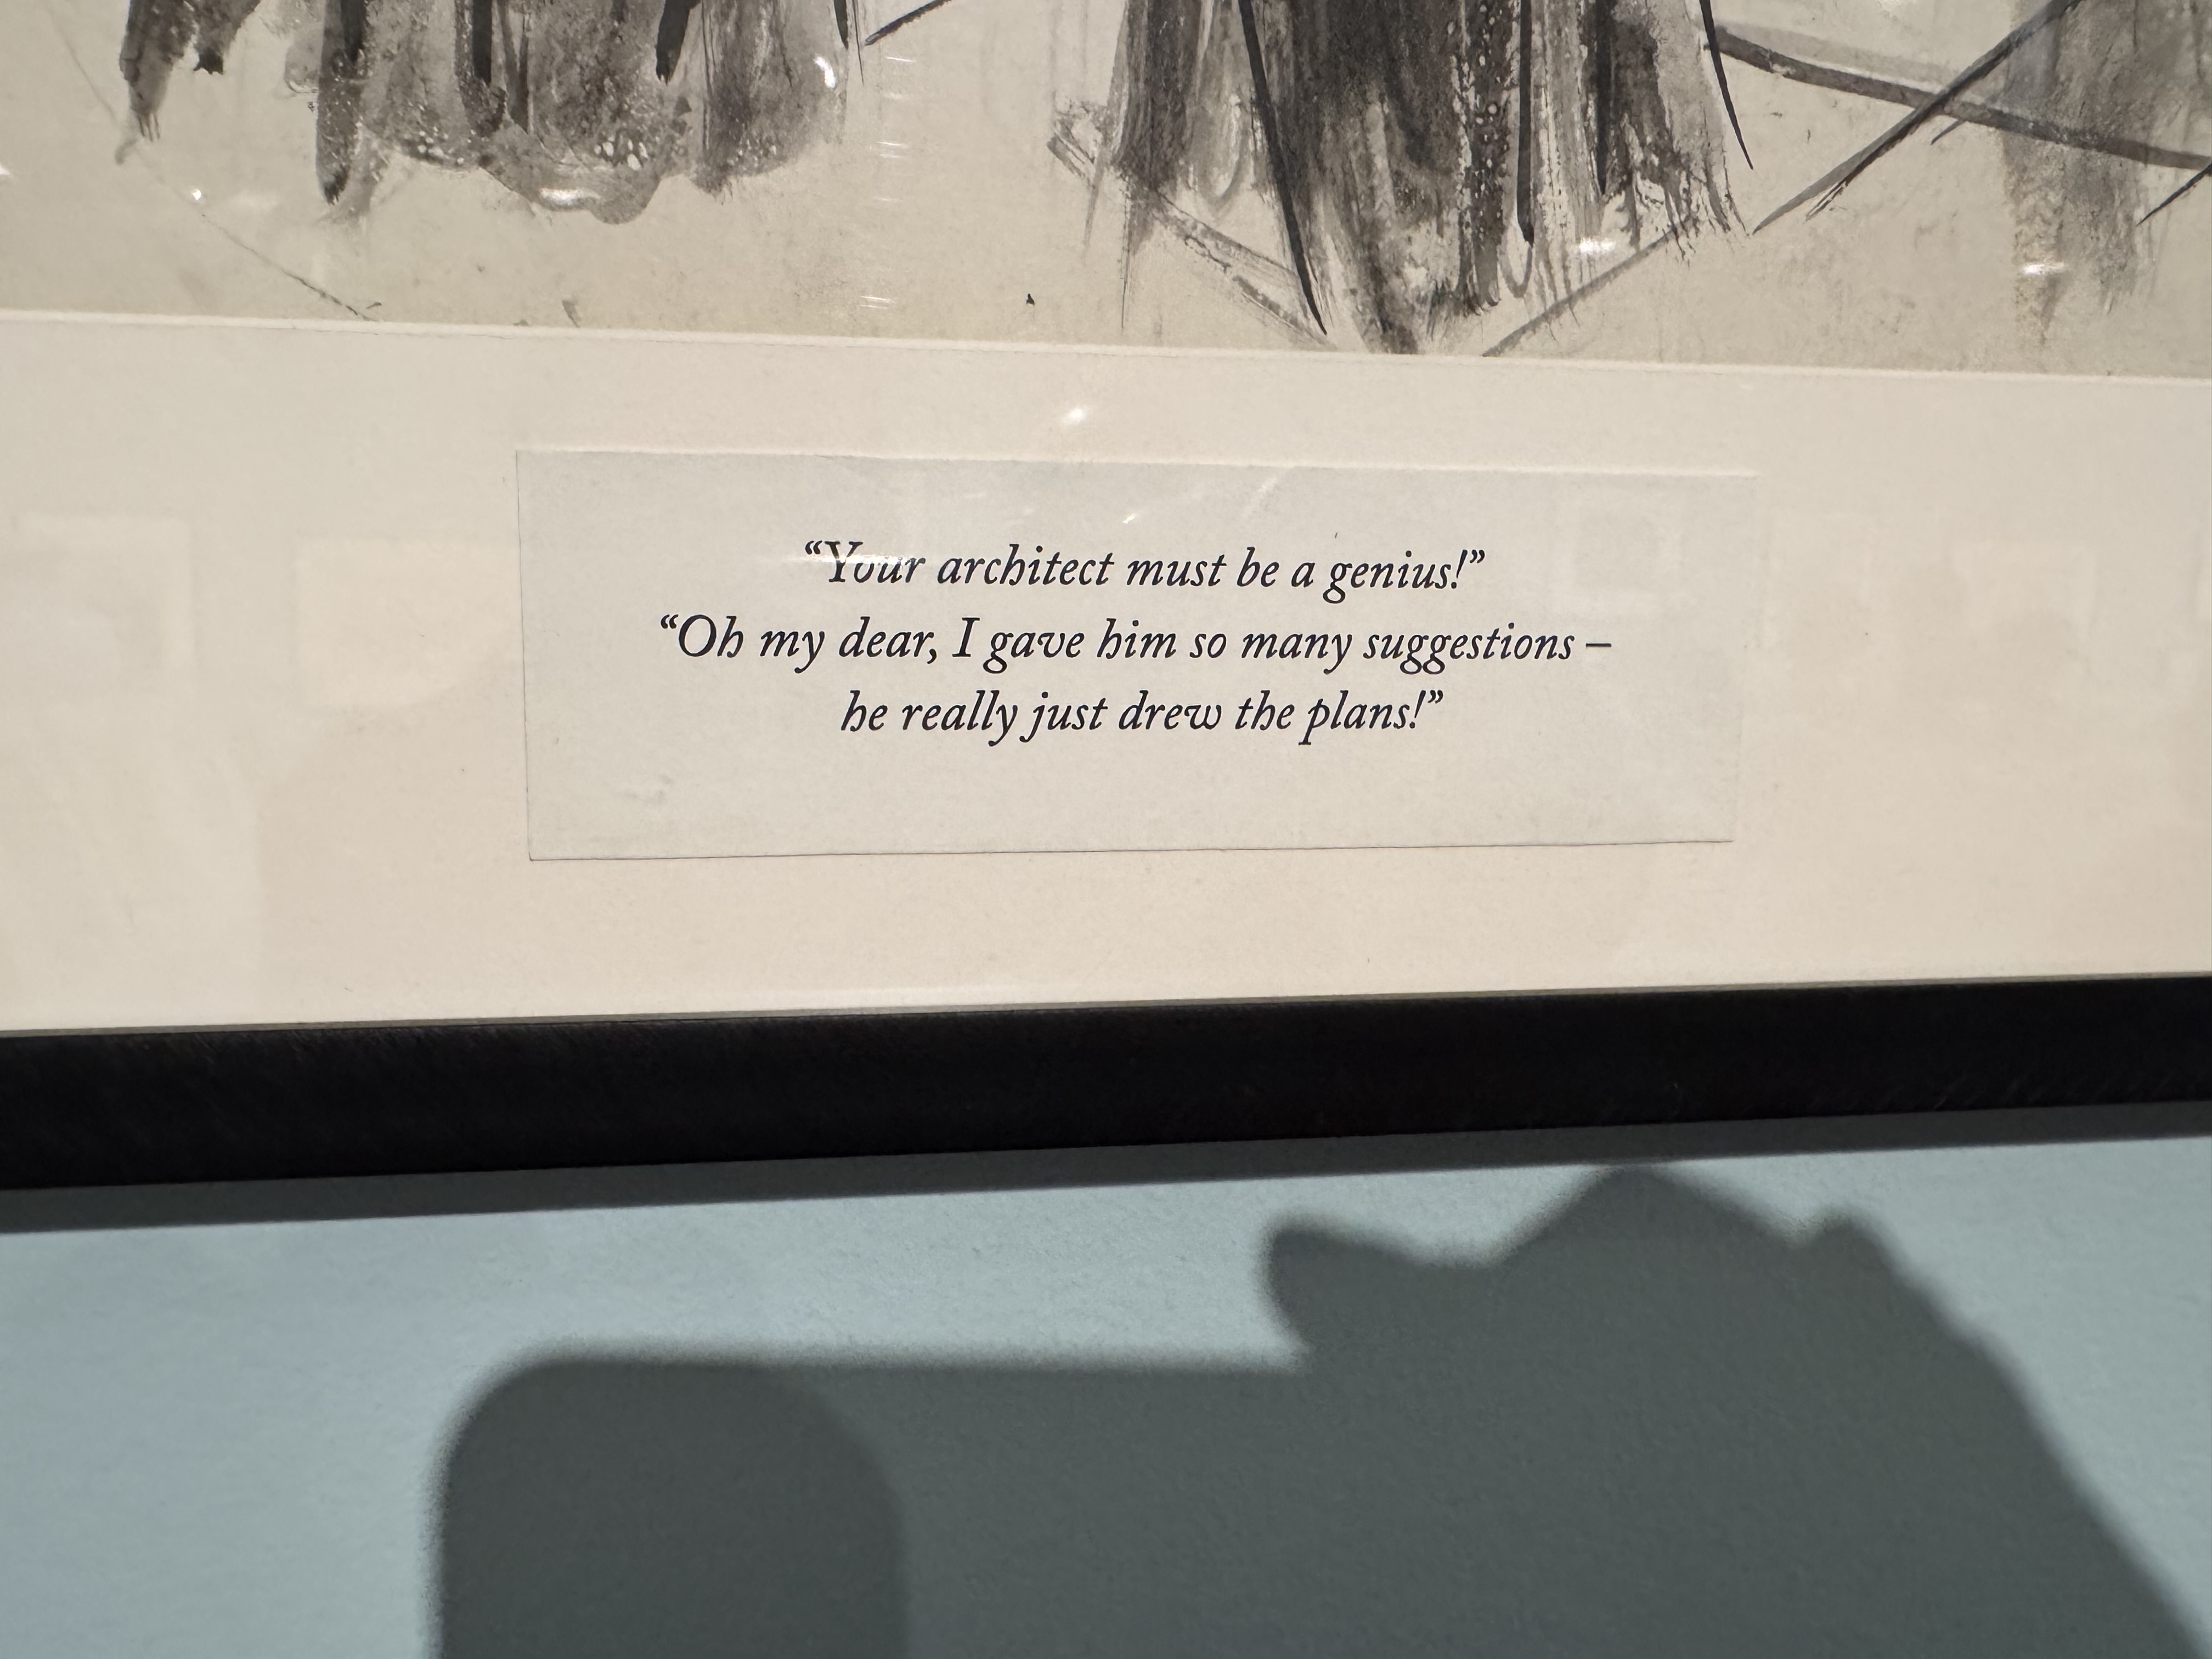 “Your architect must be a genius!”
“Oh my dear, I gave him so many suggestions –
he really just drew the plans!”